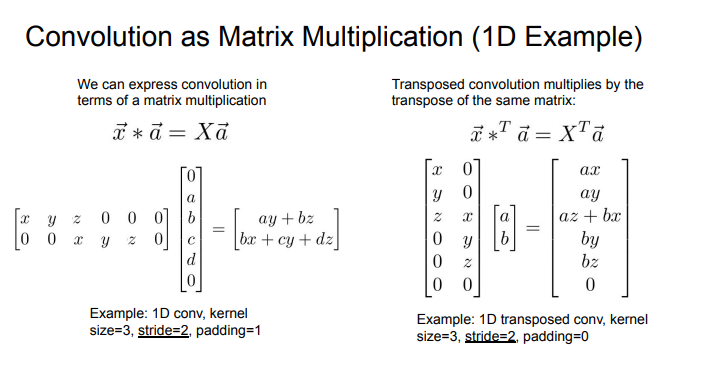 Convolution as Matrix Multiplication (1D Example)
We can express convolution in
terms of a matrix multiplication
$\vec{x} * \vec{a} = X\vec{a}$
$\begin{bmatrix} x & y & z & 0 & 0 & 0 \\ 0 & 0 & x & y & z & 0 \end{bmatrix} \begin{bmatrix} 0 \\ a \\ b \\ c \\ d \\ 0 \end{bmatrix} = \begin{bmatrix} ay + bz \\ bx + cy + dz \end{bmatrix}$
Example: 1D conv, kernel
size=3, stride=2, padding=1
Transposed convolution multiplies by the
transpose of the same matrix:
$\vec{x} *^T \vec{a} = X^T\vec{a}$
$\begin{bmatrix} x & 0 \\ y & 0 \\ z & x \\ 0 & y \\ 0 & z \\ 0 & 0 \end{bmatrix} \begin{bmatrix} a \\ b \end{bmatrix} = \begin{bmatrix} ax \\ ay \\ az + bx \\ by \\ bz \\ 0 \end{bmatrix}$
Example: 1D transposed conv, kernel
size=3, stride=2, padding=0